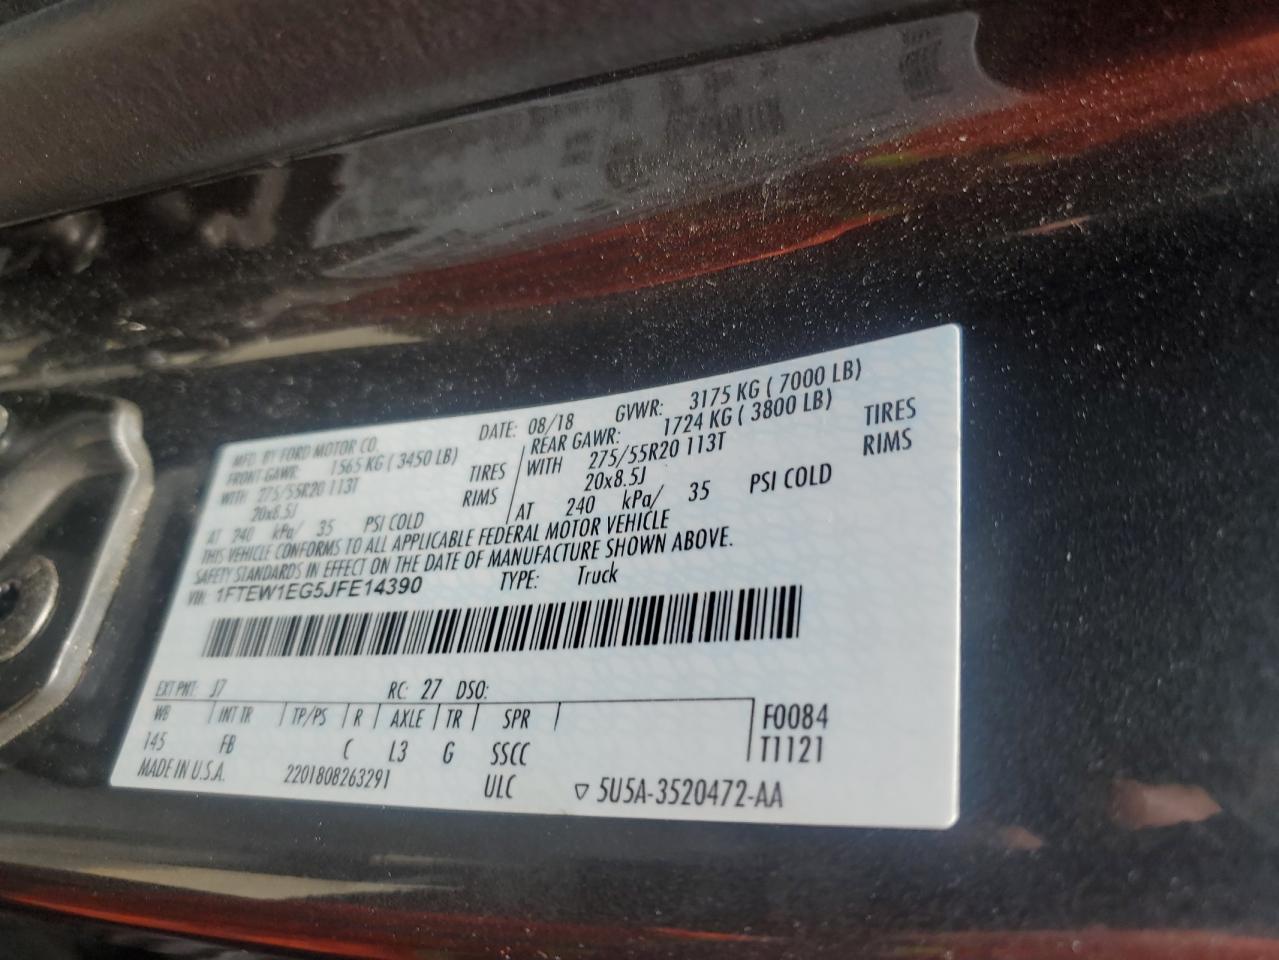 MFD. BY FORD MOTOR CO. DATE: 08/18 GVWR: 3175 KG ( 7000 LB)
FRONT GAWR: 1565 KG ( 3450 LB) REAR GAWR: 1724 KG ( 3800 LB)
WITH 275/55R20 113T TIRES WITH 275/55R20 113T TIRES
20x8.5J RIMS 20x8.5J RIMS
AT 240 kPa/ 35 PSI COLD AT 240 kPa/ 35 PSI COLD
THIS VEHICLE CONFORMS TO ALL APPLICABLE FEDERAL MOTOR VEHICLE
SAFETY STANDARDS IN EFFECT ON THE DATE OF MANUFACTURE SHOWN ABOVE.
VIN: 1FTEW1EG5JFE14390 TYPE: Truck
EXT PNT: J7 RC: 27 DSO:
WB INT TR TP/PS R AXLE TR SPR F0084
145 FB C L3 G SSCC T1121
MADE IN U.S.A. 2201808263291 ULC ▽ 5U5A-3520472-AA